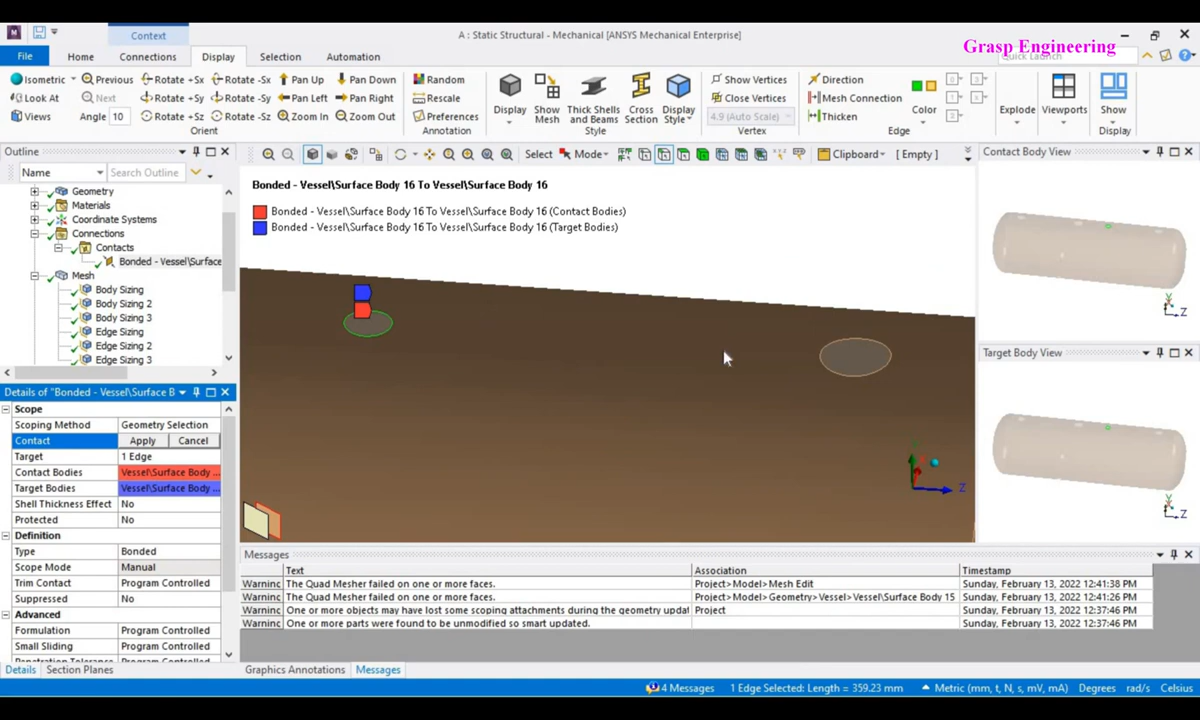 Context
A : Static Structural - Mechanical [ANSYS Mechanical Enterprise]
Grasp Engineering
File Home Connections Display Selection Automation
Quick Launch
Isometric Previous Rotate +Sx Rotate -Sx Pan Up Pan Down Random
Look At Next Rotate +Sy Rotate -Sy Pan Left Pan Right Rescale
Views Angle 10 Rotate +Sz Rotate -Sz Zoom In Zoom Out Preferences
Orient Annotation
Display Show Mesh Thick Shells and Beams Cross Section Display Style
Style
Show Vertices
Close Vertices
4.9 (Auto Scale)
Vertex
Direction
Mesh Connection
Thicken
Color
Edge
Explode Viewports Show
Display
Outline
Name Search Outline
Select Mode Clipboard [ Empty ]
Contact Body View
Geometry
Materials
Coordinate Systems
Connections
Contacts
Bonded - Vessel\Surface
Mesh
Body Sizing
Body Sizing 2
Body Sizing 3
Edge Sizing
Edge Sizing 2
Edge Sizing 3
Bonded - Vessel\Surface Body 16 To Vessel\Surface Body 16
Bonded - Vessel\Surface Body 16 To Vessel\Surface Body 16 (Contact Bodies)
Bonded - Vessel\Surface Body 16 To Vessel\Surface Body 16 (Target Bodies)
Z
Y
Z
Target Body View
Y
Z
Details of "Bonded - Vessel\Surface B
Scope
Scoping Method Geometry Selection
Contact Apply Cancel
Target 1 Edge
Contact Bodies Vessel\Surface Body ...
Target Bodies Vessel\Surface Body ...
Shell Thickness Effect No
Protected No
Definition
Type Bonded
Scope Mode Manual
Trim Contact Program Controlled
Suppressed No
Advanced
Formulation Program Controlled
Small Sliding Program Controlled
Penetration Tolerance Program Controlled
Details Section Planes
Messages
Text Association Timestamp
Warninc The Quad Mesher failed on one or more faces. Project>Model>Mesh Edit Sunday, February 13, 2022 12:41:38 PM
Warninc The Quad Mesher failed on one or more faces. Project>Model>Geometry>Vessel>Vessel\Surface Body 15 Sunday, February 13, 2022 12:41:26 PM
Warninc One or more objects may have lost some scoping attachments during the geometry updat Project Sunday, February 13, 2022 12:37:46 PM
Warninc One or more parts were found to be unmodified so smart updated. Sunday, February 13, 2022 12:37:46 PM
Graphics Annotations Messages
4 Messages 1 Edge Selected: Length = 359.23 mm Metric (mm, t, N, s, mV, mA) Degrees rad/s Celsius